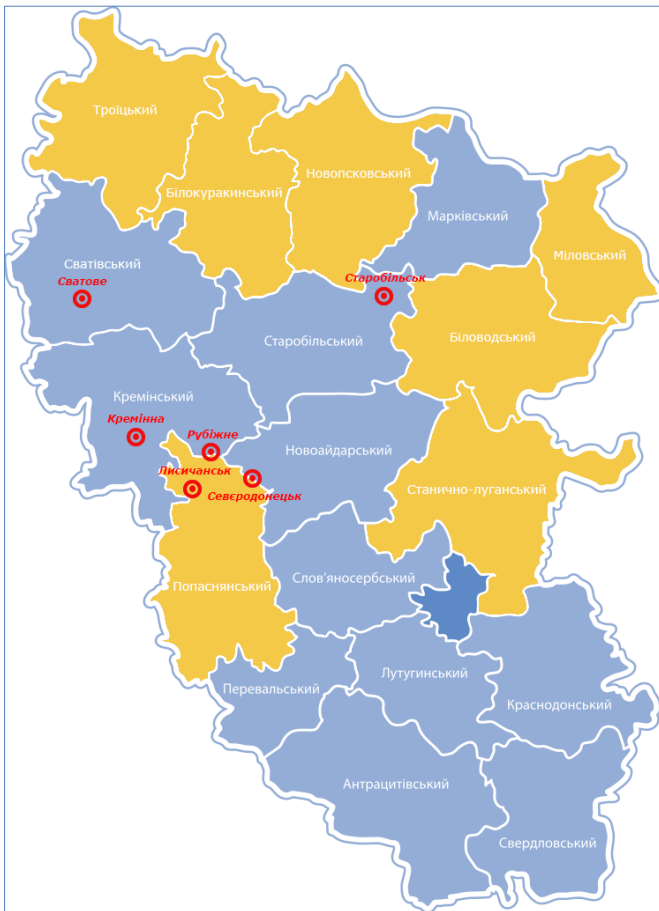 Троїцький
Білокуракинський
Новопсковський
Марківський
Міловський
Сватівський
Сватове
Старобільськ
Старобільський
Біловодський
Кремінський
Кремінна
Рубіжне
Новоайдарський
Лисичанськ
Сєвєродонецьк
Станично-луганський
Попаснянський
Слов'яносербський
Перевальський
Лутугинський
Краснодонський
Антрацитівський
Свердловський